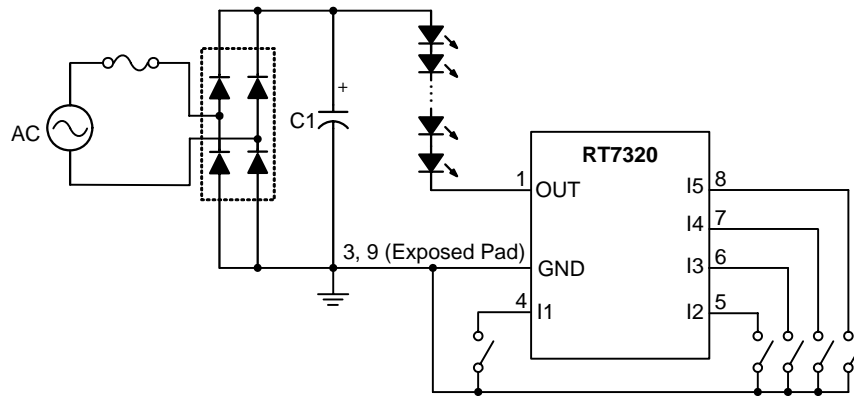 AC
+
C1
RT7320
1
OUT
3, 9 (Exposed Pad)
GND
4
I1
I5
8
I4
7
I3
6
I2
5